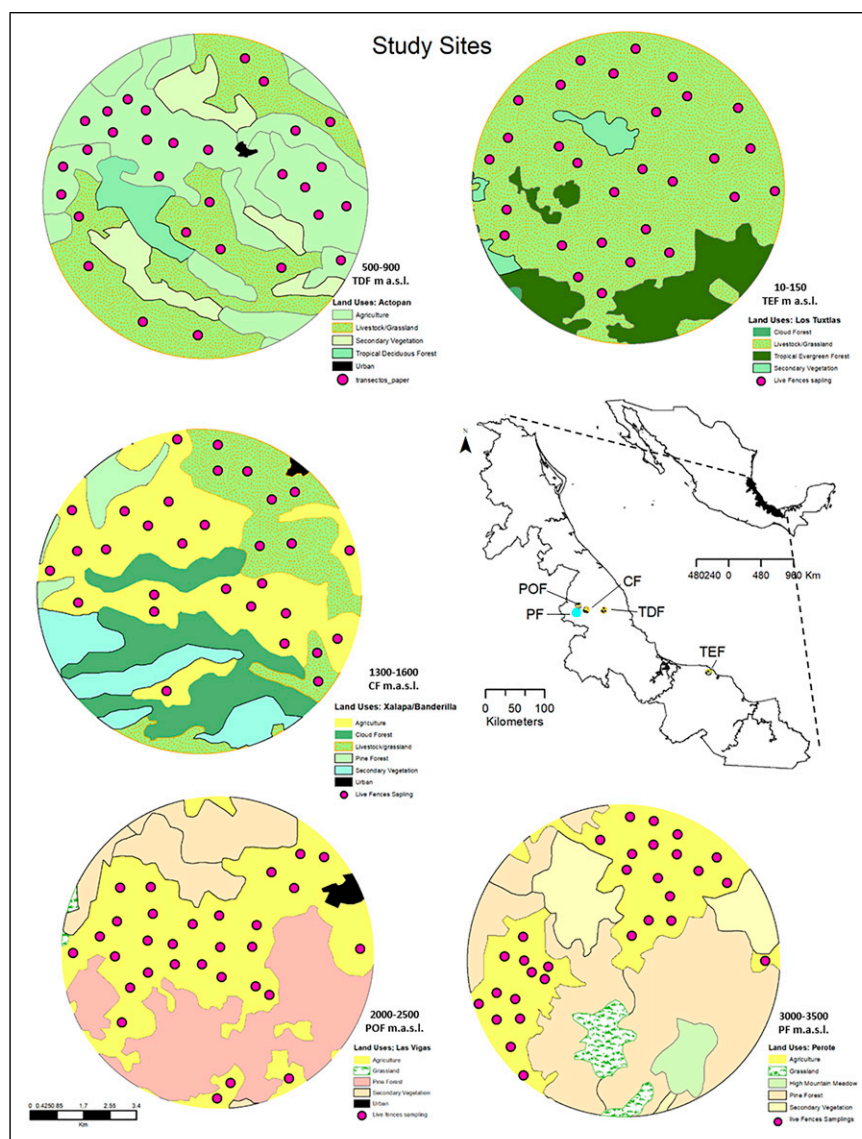 Study Sites
500-900
TDF m a.s.l.
Land Uses: Actopan
Agriculture
Livestock/Grassland
Secondary Vegetation
Tropical Deciduous Forest
Urban
transectos_paper
10-150
TEF m a.s.l.
Land Uses: Los Tuxtlas
Cloud Forest
Livestock/Grassland
Tropical Evergreen Forest
Secondary Vegetation
Live Fences sapling
1300-1600
CF m.a.s.l.
Land Uses: Xalapa/Banderilla
Agriculture
Cloud Forest
Livestock/grassland
Pine Forest
Secondary Vegetation
Urban
Live Fences Sapling
N
480240 0 480 960 Km
POF
CF
PF
TDF
TEF
0 50 100
Kilometers
2000-2500
POF m.a.s.l.
Land Uses; Las Vigas
Agriculture
Grassland
Pine Forest
Secondary Vegetation
Urban
Live fences sampling
0 0.4250.85 1.7 2.55 3.4
Km
3000-3500
PF m.a.s.l.
Land Uses: Perote
Agriculture
Grassland
High Mountain Meadow
Pine Forest
Secondary Vegetation
live Fences Samplings